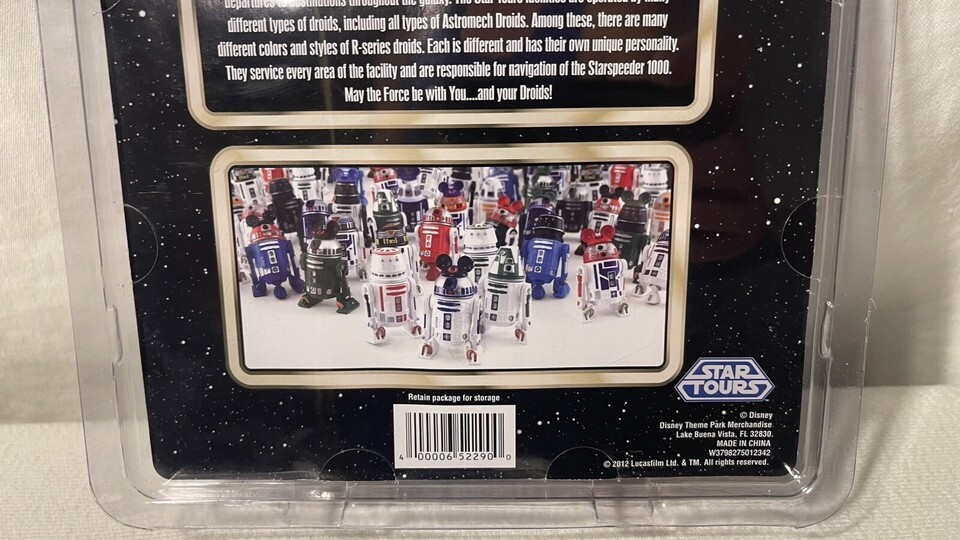 departures to destinations throughout the galaxy. The Star Tours facilities are operated by many
different types of droids, including all types of Astromech Droids. Among these, there are many
different colors and styles of R-series droids. Each is different and has their own unique personality.
They service every area of the facility and are responsible for navigation of the Starspeeder 1000.
May the Force be with You....and your Droids!
STAR
TOURS
Retain package for storage
4 00006 52290 0
© Disney
Disney Theme Park Merchandise
Lake Buena Vista, FL 32830.
MADE IN CHINA
W3798275012342
© 2012 Lucasfilm Ltd. & TM. All rights reserved.